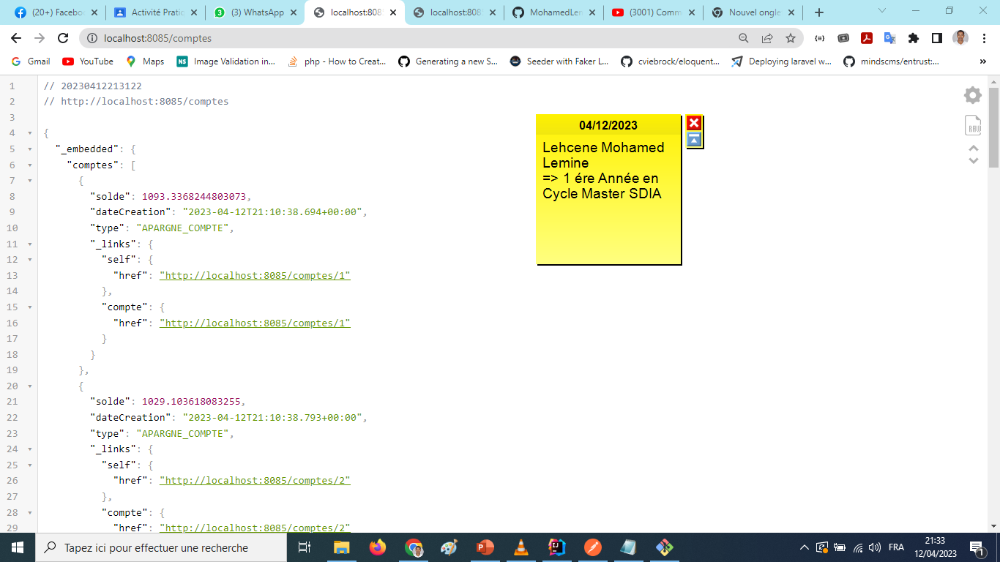 (20+) Facebo
Activité Pratic
(3) WhatsApp
localhost:808
localhost:808
MohamedLem
(3001) Comm
Nouvel ongle
localhost:8085/comptes
Gmail
YouTube
Maps
Image Validation in...
php - How to Creat...
Generating a new S...
Seeder with Faker L...
cviebrock/eloquent...
Deploying laravel w...
mindscms/entrust:...
»
1 // 20230412213122
2 // http://localhost:8085/comptes
3
4 {
5 "_embedded": {
6 "comptes": [
7 {
8 "solde": 1093.3368244803073,
9 "dateCreation": "2023-04-12T21:10:38.694+00:00",
10 "type": "APARGNE_COMPTE",
11 "_links": {
12 "self": {
13 "href": "http://localhost:8085/comptes/1"
14 },
15 "compte": {
16 "href": "http://localhost:8085/comptes/1"
17 }
18 }
19 },
20 {
21 "solde": 1029.103618083255,
22 "dateCreation": "2023-04-12T21:10:38.793+00:00",
23 "type": "APARGNE_COMPTE",
24 "_links": {
25 "self": {
26 "href": "http://localhost:8085/comptes/2"
27 },
28 "compte": {
29 "href": "http://localhost:8085/comptes/2"
04/12/2023
Lehcene Mohamed
Lemine
=> 1 ére Année en
Cycle Master SDIA
RAW
Tapez ici pour effectuer une recherche
FRA
21:33
12/04/2023
1